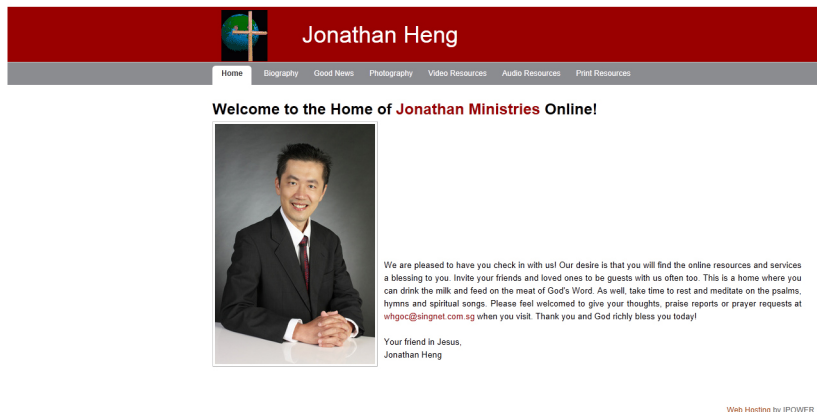 Jonathan Heng
Home Biography Good News Photography Video Resources Audio Resources Print Resources
Welcome to the Home of Jonathan Ministries Online!
We are pleased to have you check in with us! Our desire is that you will find the online resources and services
a blessing to you. Invite your friends and loved ones to be guests with us often too. This is a home where you
can drink the milk and feed on the meat of God's Word. As well, take time to rest and meditate on the psalms,
hymns and spiritual songs. Please feel welcomed to give your thoughts, praise reports or prayer requests at
whgoc@singnet.com.sg when you visit. Thank you and God richly bless you today!
Your friend in Jesus,
Jonathan Heng
Web Hosting by IPOWER